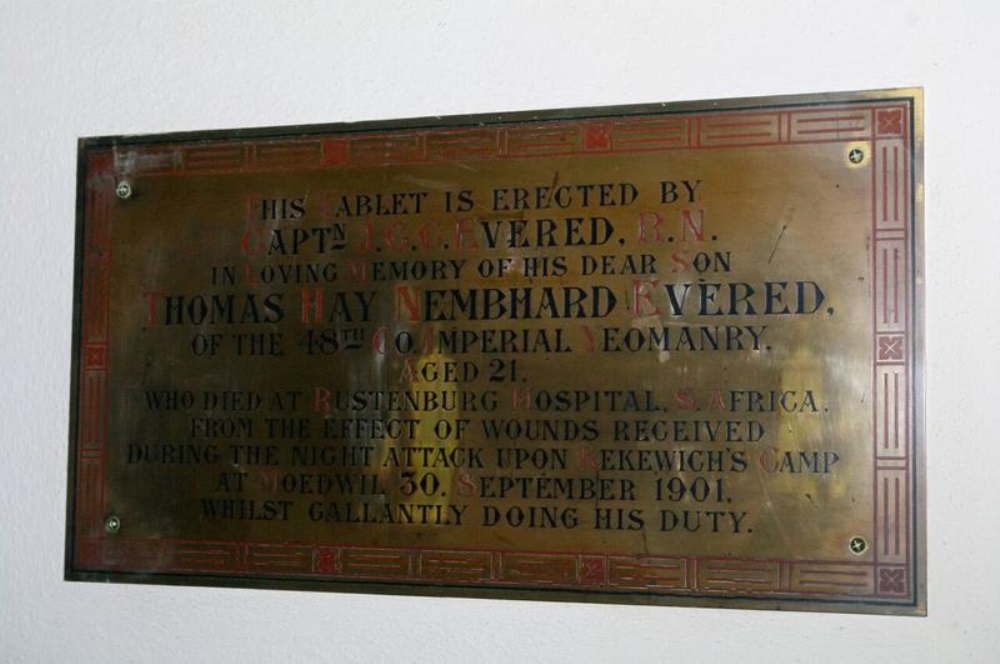 THIS TABLET IS ERECTED BY
CAPTN J.G.C. EVERED, R.N.
IN LOVING MEMORY OF HIS DEAR SON
THOMAS HAY NEMBHARD EVERED,
OF THE 48TH CO. IMPERIAL YEOMANRY.
AGED 21.
WHO DIED AT RUSTENBURG HOSPITAL, S. AFRICA,
FROM THE EFFECT OF WOUNDS RECEIVED
DURING THE NIGHT ATTACK UPON KEKEWICH'S CAMP
AT MOEDWIL 30. SEPTEMBER 1901.
WHILST GALLANTLY DOING HIS DUTY.